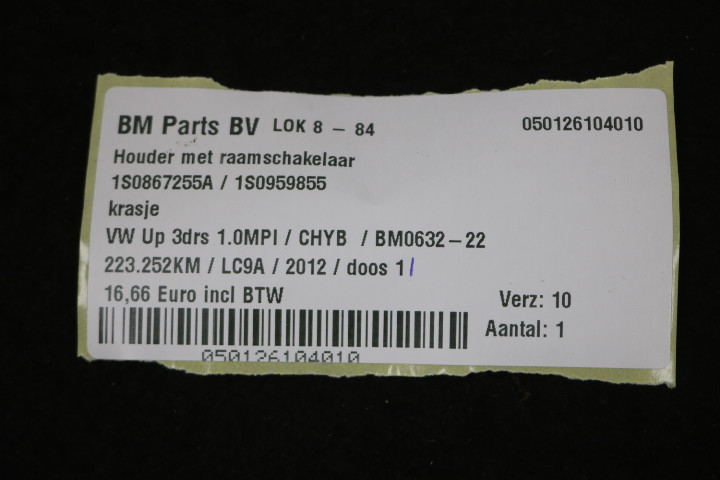 BM Parts BV LOK 8 – 84 050126104010
Houder met raamschakelaar
1S0867255A / 1S0959855
krasje
VW Up 3drs 1.0MPI / CHYB / BM0632–22
223.252KM / LC9A / 2012 / doos 1/
16,66 Euro incl BTW Verz: 10
Aantal: 1
050126104010